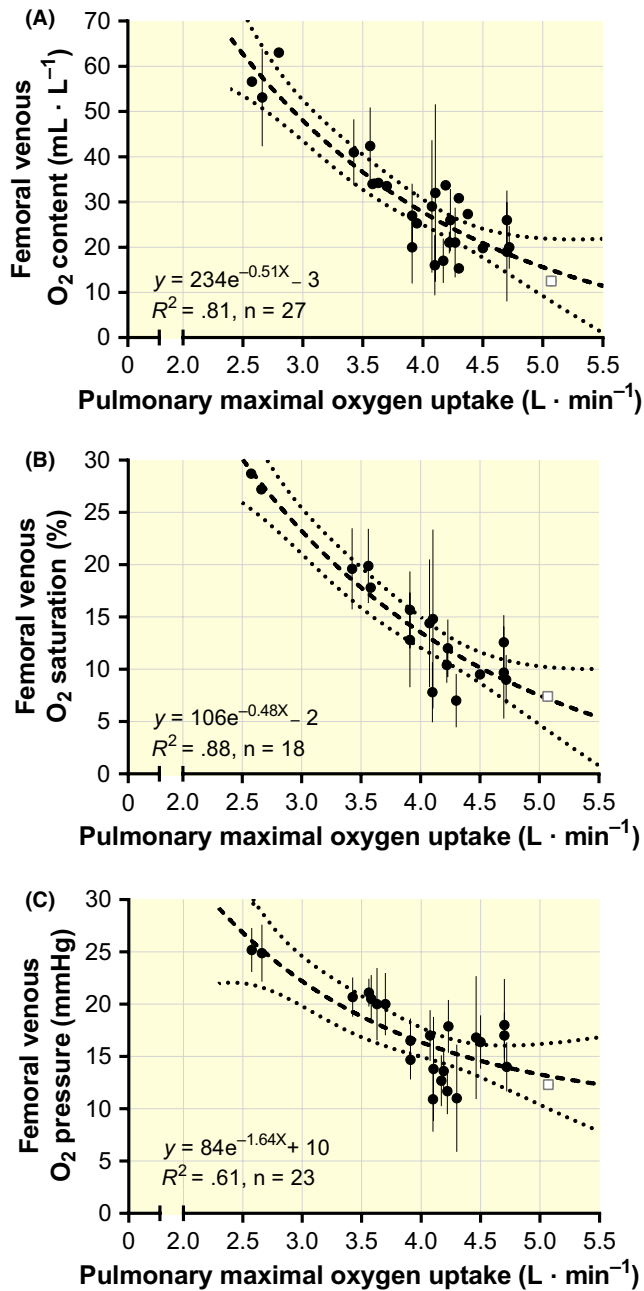 (A)
70
60
50
40
30
20
10
0
Femoral venous
O₂ content (mL · L⁻¹)
y = 234e^−0.51X − 3
R² = .81, n = 27
0 2.0 2.5 3.0 3.5 4.0 4.5 5.0 5.5
Pulmonary maximal oxygen uptake (L · min⁻¹)
(B)
30
25
20
15
10
5
0
Femoral venous
O₂ saturation (%)
y = 106e^−0.48X − 2
R² = .88, n = 18
0 2.0 2.5 3.0 3.5 4.0 4.5 5.0 5.5
Pulmonary maximal oxygen uptake (L · min⁻¹)
(C)
30
25
20
15
10
5
0
Femoral venous
O₂ pressure (mmHg)
y = 84e^−1.64X + 10
R² = .61, n = 23
0 2.0 2.5 3.0 3.5 4.0 4.5 5.0 5.5
Pulmonary maximal oxygen uptake (L · min⁻¹)